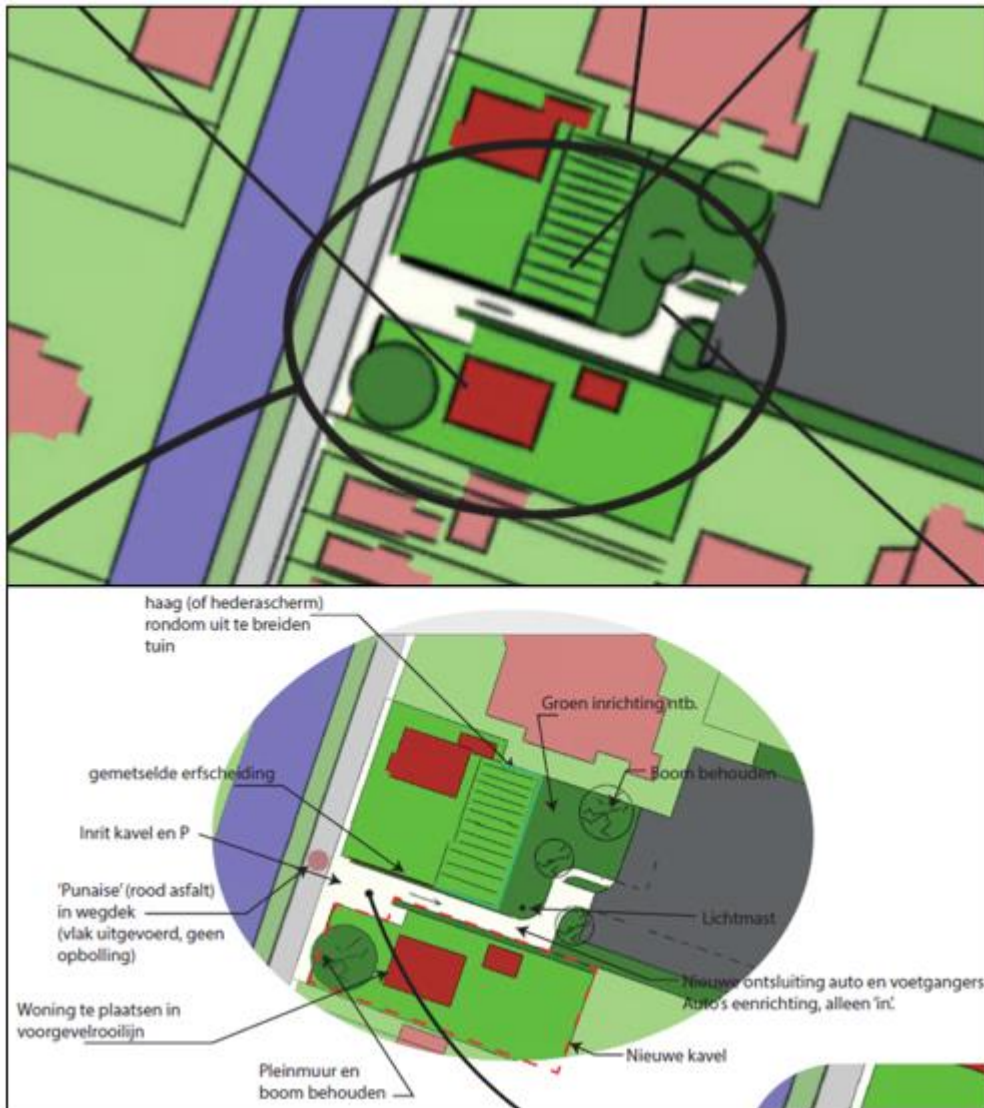 haag (of hederascherm)
rondom uit te breiden
tuin
Groen inrichting ntb.
gemetselde erfscheiding
Boom behouden
Inrit kavel en P
'Punaise' (rood asfalt)
in wegdek
(vlak uitgevoerd, geen
opbolling)
Lichtmast
Nieuwe ontsluiting auto en voetgangers
Auto's eenrichting, alleen 'in'.
Woning te plaatsen in
voorgevelrooilijn
Nieuwe kavel
Pleinmuur en
boom behouden